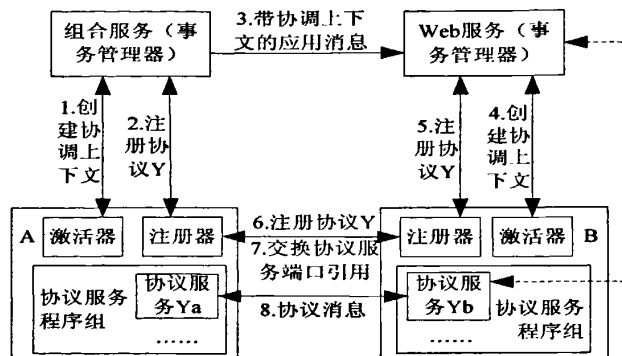 组合服务（事
务管理器）
3.带协调上下
文的应用消息
Web服务（事
务管理器）
1.创
建协
调上
下文
2.注
册协
议Y
5.注
册协
议Y
4.创
建协
调上
下文
A
激活器
注册器
6.注册协议Y
7.交换协议服
务端口引用
注册器
激活器
B
协议服务
程序组
协议服
务Ya
......
8.协议消息
协议服
务Yb
协议服务
程序组
......